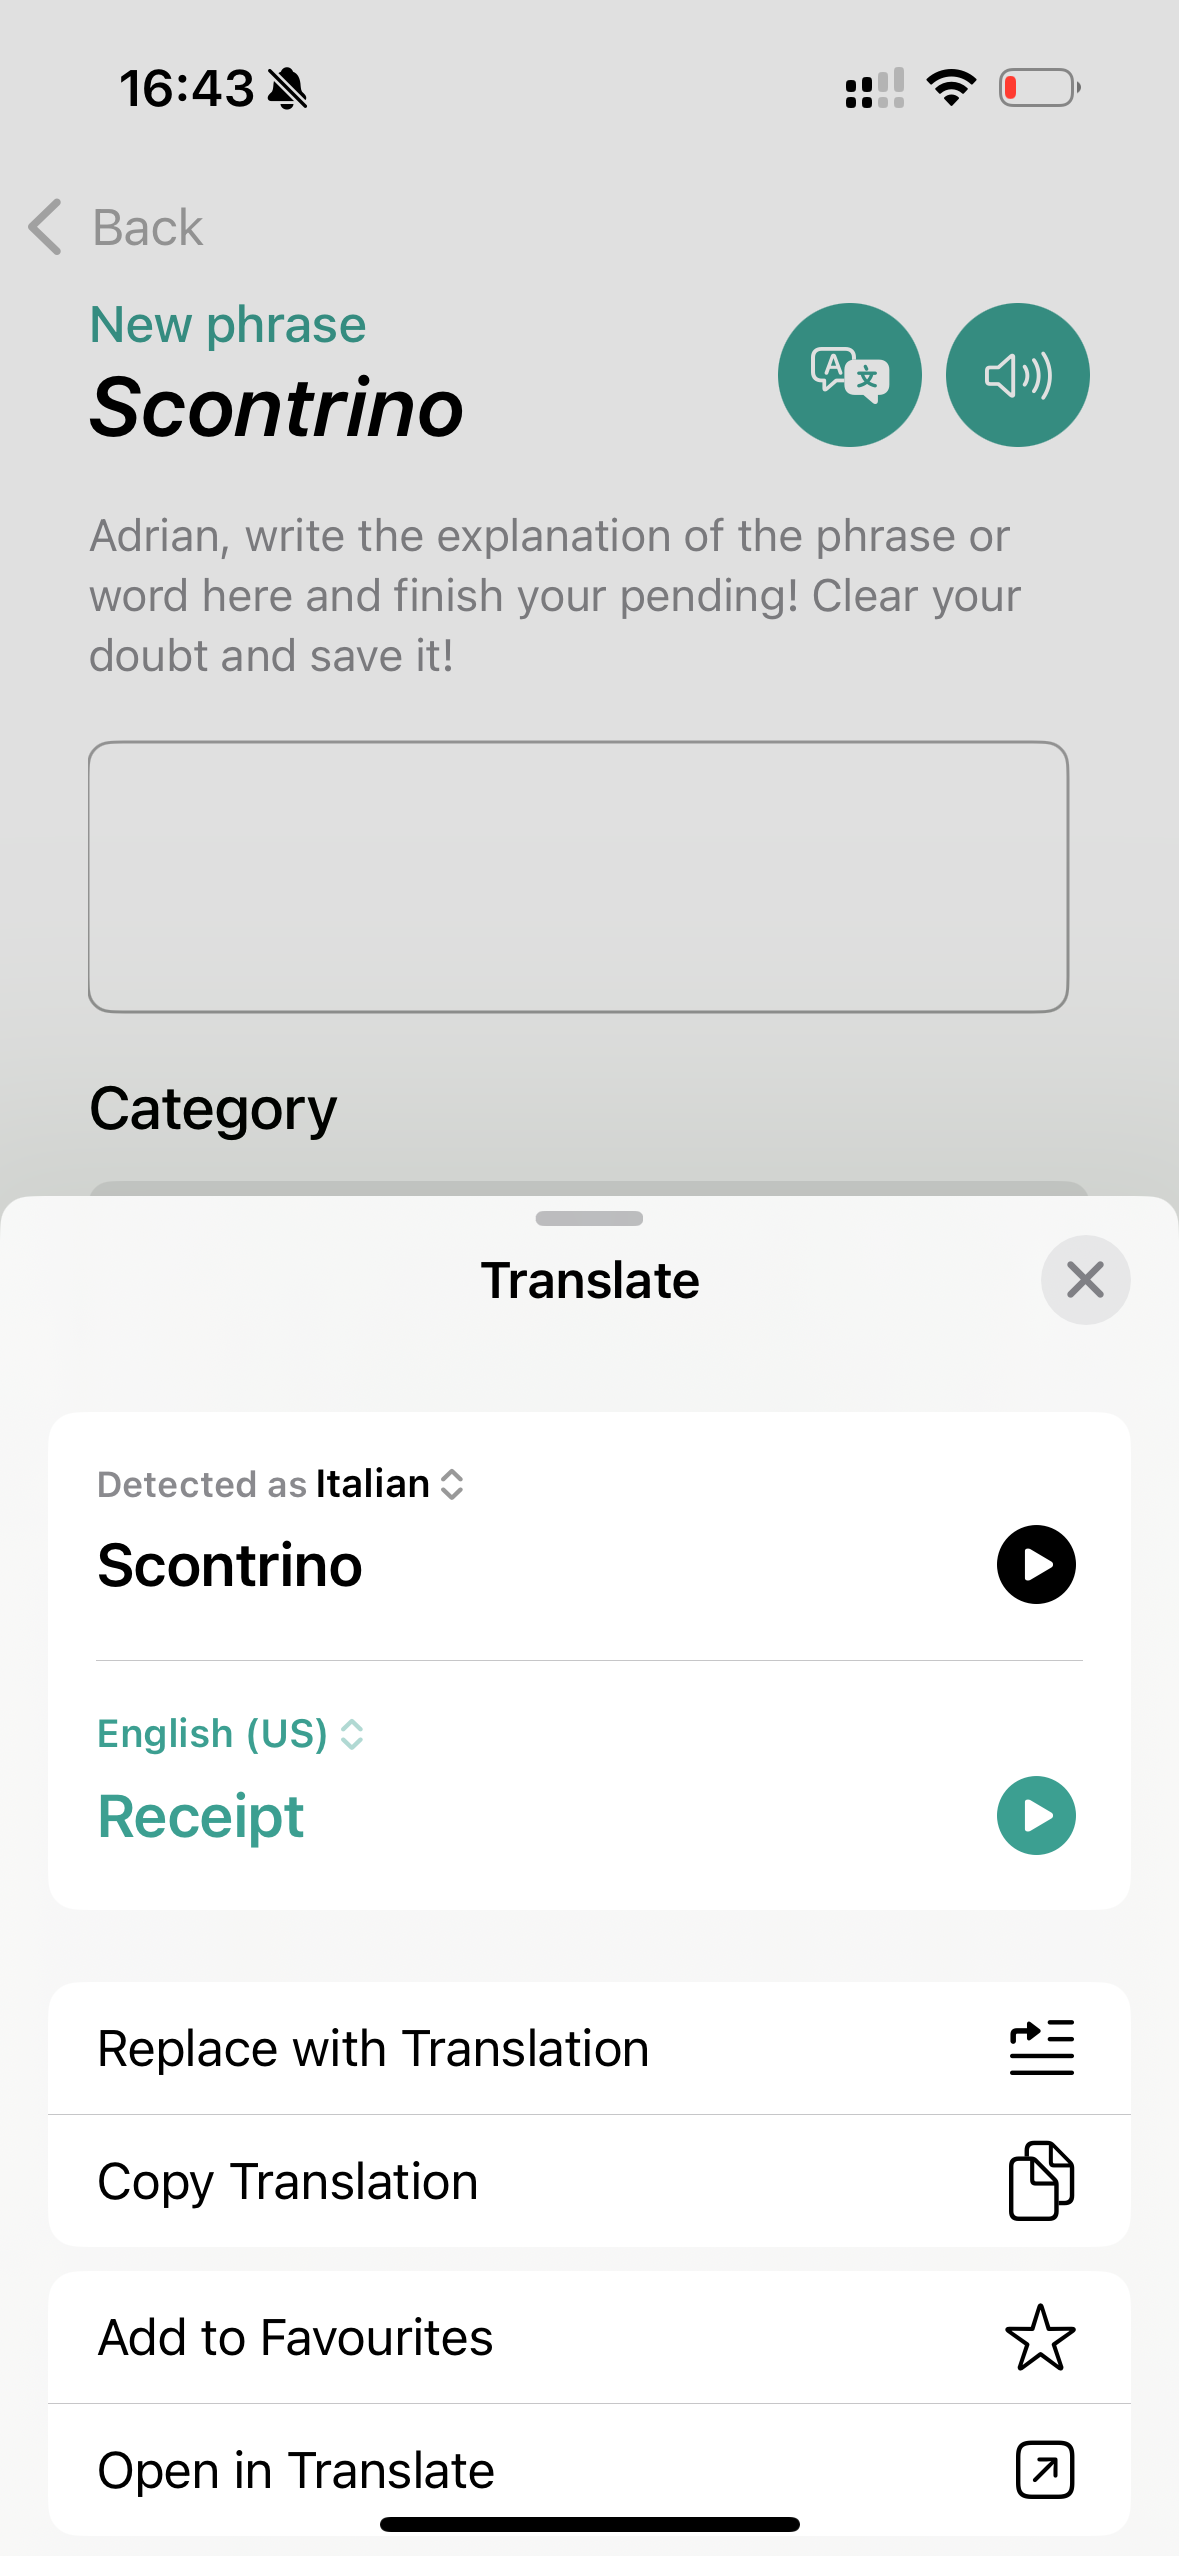 16:43
Back
New phrase
Scontrino
Adrian, write the explanation of the phrase or
word here and finish your pending! Clear your
doubt and save it!
Category
Translate
Detected as Italian
Scontrino
English (US)
Receipt
Replace with Translation
Copy Translation
Add to Favourites
Open in Translate